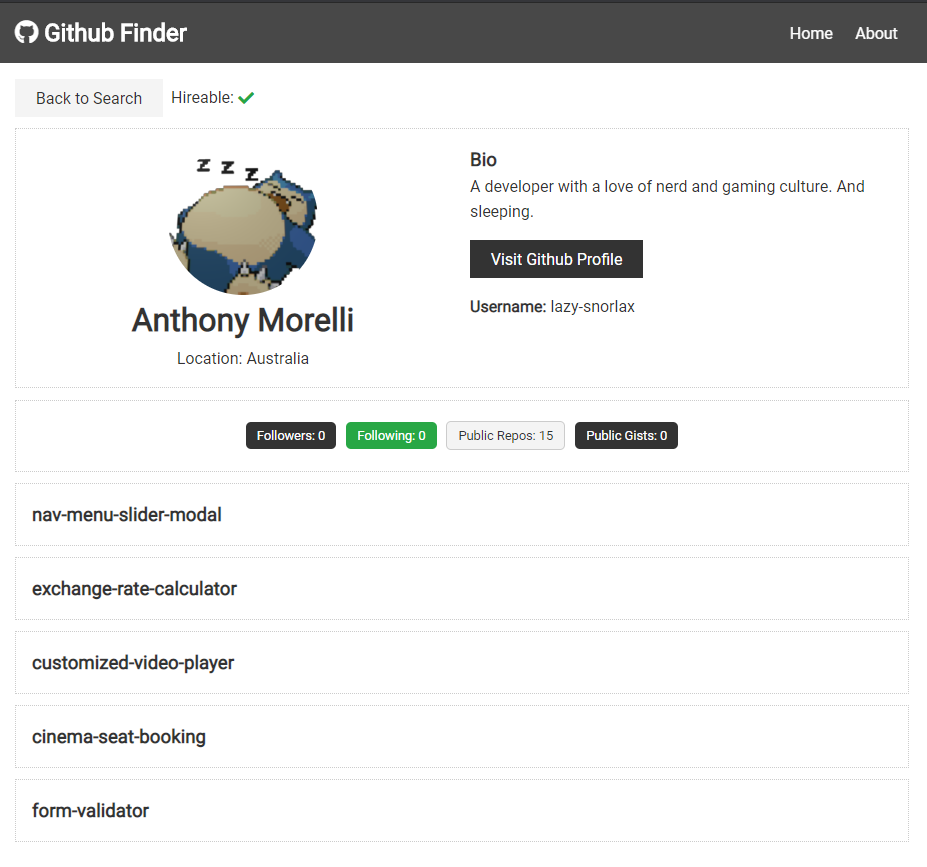 Github Finder
Home About
Back to Search Hireable:
z z z
Bio
A developer with a love of nerd and gaming culture. And
sleeping.
Visit Github Profile
Username: lazy-snorlax
Anthony Morelli
Location: Australia
Followers: 0 Following: 0 Public Repos: 15 Public Gists: 0
nav-menu-slider-modal
exchange-rate-calculator
customized-video-player
cinema-seat-booking
form-validator